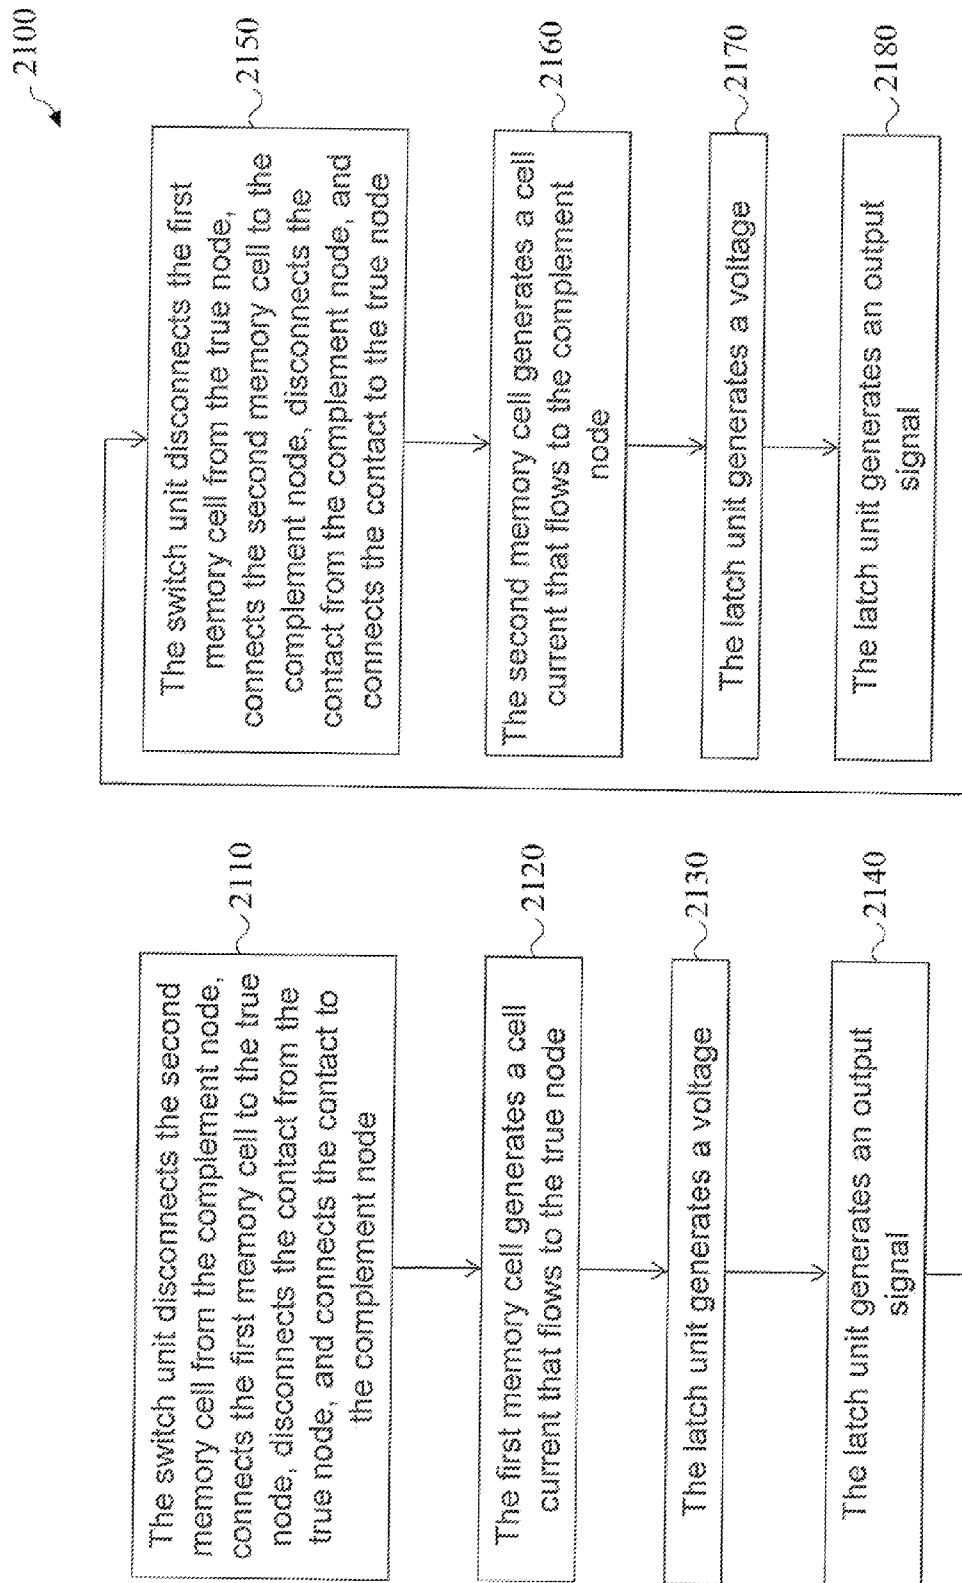 2100
The switch unit disconnects the second
memory cell from the complement node,
connects the first memory cell to the true
node, disconnects the contact from the
true node, and connects the contact to
the complement node
2110
The first memory cell generates a cell
current that flows to the true node
2120
The latch unit generates a voltage
2130
The latch unit generates an output
signal
2140
The switch unit disconnects the first
memory cell from the true node,
connects the second memory cell to the
complement node, disconnects the
contact from the complement node, and
connects the contact to the true node
2150
The second memory cell generates a cell
current that flows to the complement
node
2160
The latch unit generates a voltage
2170
The latch unit generates an output
signal
2180